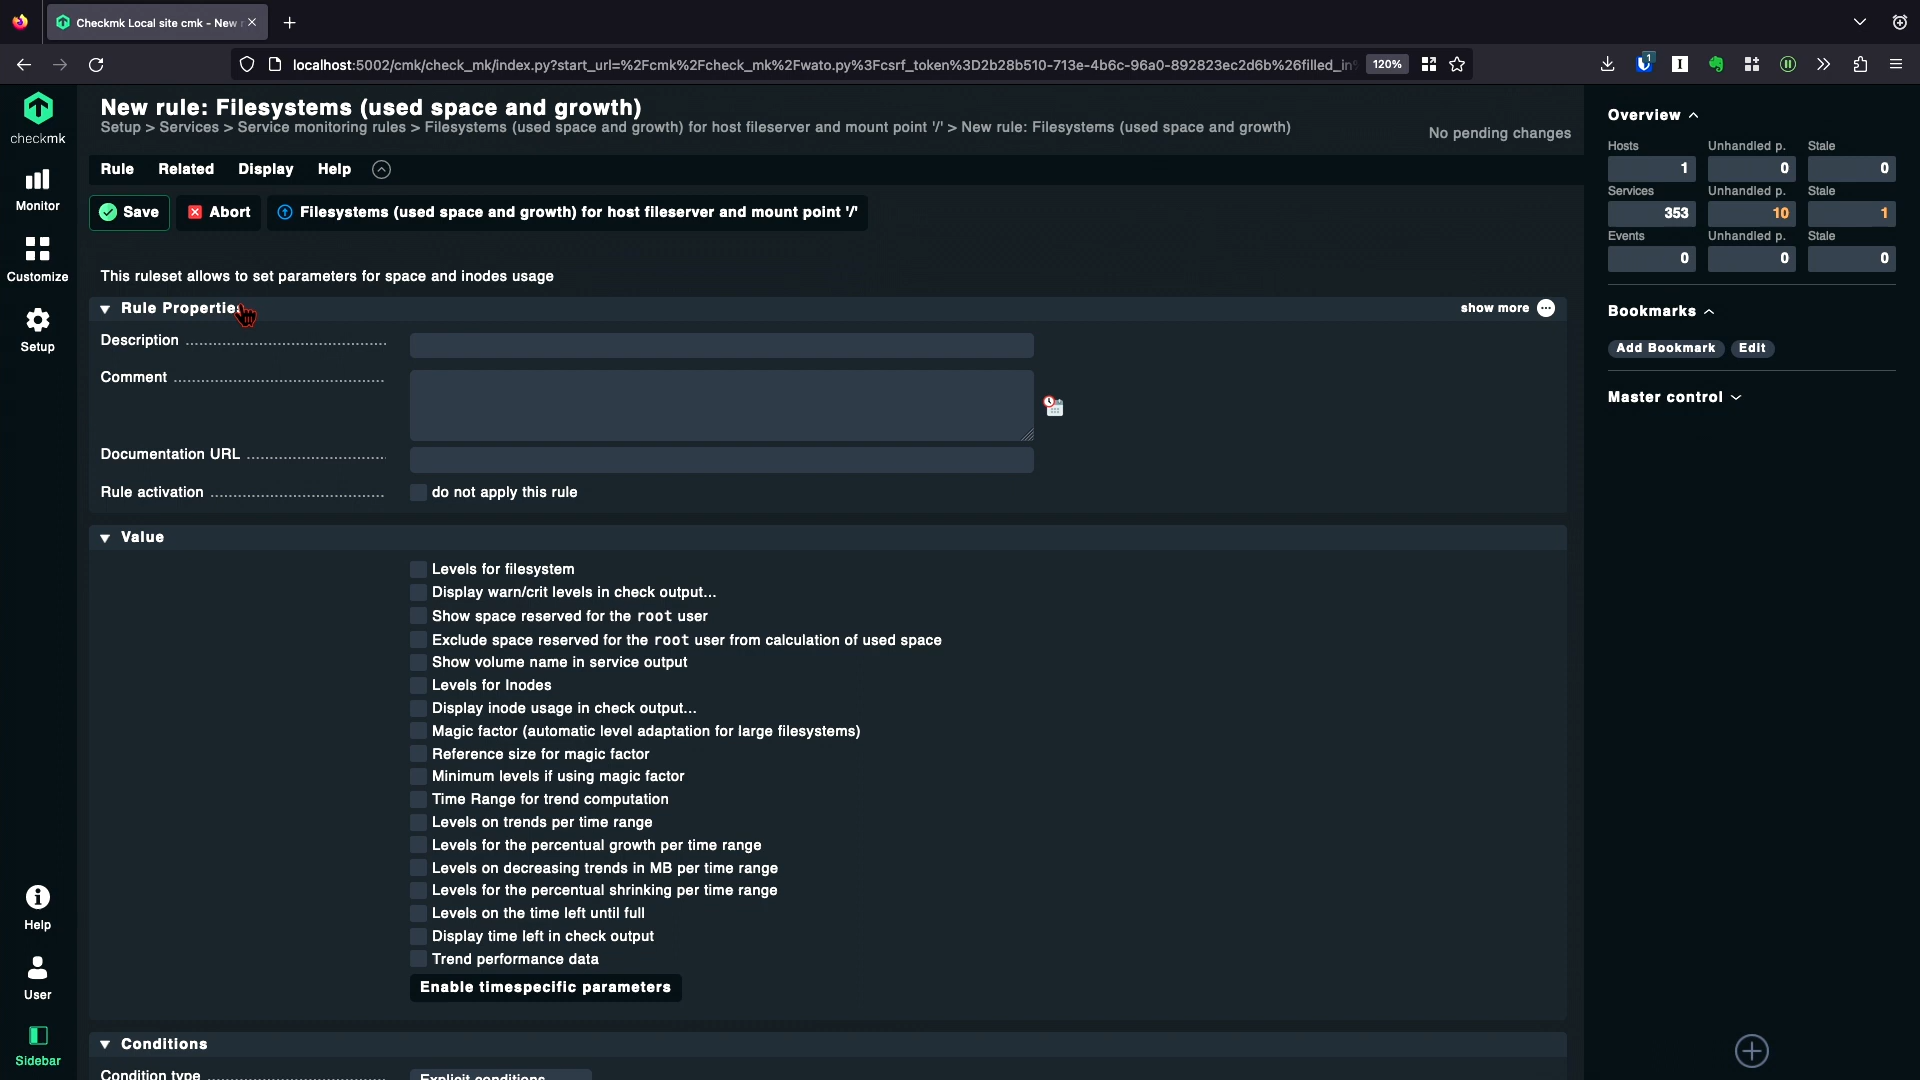 Checkmk Local site cmk - New
localhost:5002/cmk/check_mk/index.py?start_url=%2Fcmk%2Fcheck_mk%2Fwato.py%3Fcsrf_token%3D2b28b510-713e-4b6c-96a0-892823ec2d6b%26filled_in
120%
1
checkmk
Monitor
Customize
Setup
Help
User
Sidebar
New rule: Filesystems (used space and growth)
Setup > Services > Service monitoring rules > Filesystems (used space and growth) for host fileserver and mount point '/' > New rule: Filesystems (used space and growth)
No pending changes
Rule Related Display Help
Save Abort Filesystems (used space and growth) for host fileserver and mount point '/'
This ruleset allows to set parameters for space and inodes usage
Rule Properties
show more
Description
Comment
Documentation URL
Rule activation do not apply this rule
Value
Levels for filesystem
Display warn/crit levels in check output...
Show space reserved for the root user
Exclude space reserved for the root user from calculation of used space
Show volume name in service output
Levels for Inodes
Display inode usage in check output...
Magic factor (automatic level adaptation for large filesystems)
Reference size for magic factor
Minimum levels if using magic factor
Time Range for trend computation
Levels on trends per time range
Levels for the percentual growth per time range
Levels on decreasing trends in MB per time range
Levels for the percentual shrinking per time range
Levels on the time left until full
Display time left in check output
Trend performance data
Enable timespecific parameters
Conditions
Condition type Explicit conditions
Overview
Hosts Unhandled p. Stale
1 0 0
Services Unhandled p. Stale
353 10 1
Events Unhandled p. Stale
0 0 0
Bookmarks
Add Bookmark Edit
Master control